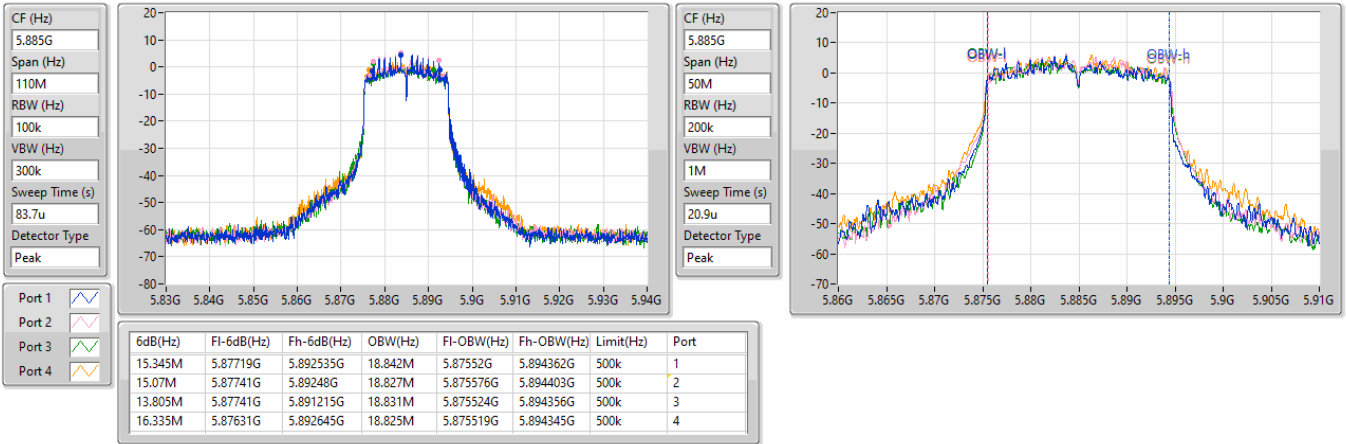 CF (Hz)
5.885G
Span (Hz)
110M
RBW (Hz)
100k
VBW (Hz)
300k
Sweep Time (s)
83.7u
Detector Type
Peak
20
10
0
-10
-20
-30
-40
-50
-60
-70
-80
5.83G 5.84G 5.85G 5.86G 5.87G 5.88G 5.89G 5.9G 5.91G 5.92G 5.93G 5.94G
CF (Hz)
5.885G
Span (Hz)
50M
RBW (Hz)
200k
VBW (Hz)
1M
Sweep Time (s)
20.9u
Detector Type
Peak
20
10
0
-10
-20
-30
-40
-50
-60
-70
OBW-l OBW-h
5.86G 5.865G 5.87G 5.875G 5.88G 5.885G 5.89G 5.895G 5.9G 5.905G 5.91G
Port 1
Port 2
Port 3
Port 4
6dB(Hz) Fl-6dB(Hz) Fh-6dB(Hz) OBW(Hz) Fl-OBW(Hz) Fh-OBW(Hz) Limit(Hz) Port
15.345M 5.87719G 5.892535G 18.842M 5.87552G 5.894362G 500k 1
15.07M 5.87741G 5.89248G 18.827M 5.875576G 5.894403G 500k 2
13.805M 5.87741G 5.891215G 18.831M 5.875524G 5.894356G 500k 3
16.335M 5.87631G 5.892645G 18.825M 5.875519G 5.894345G 500k 4